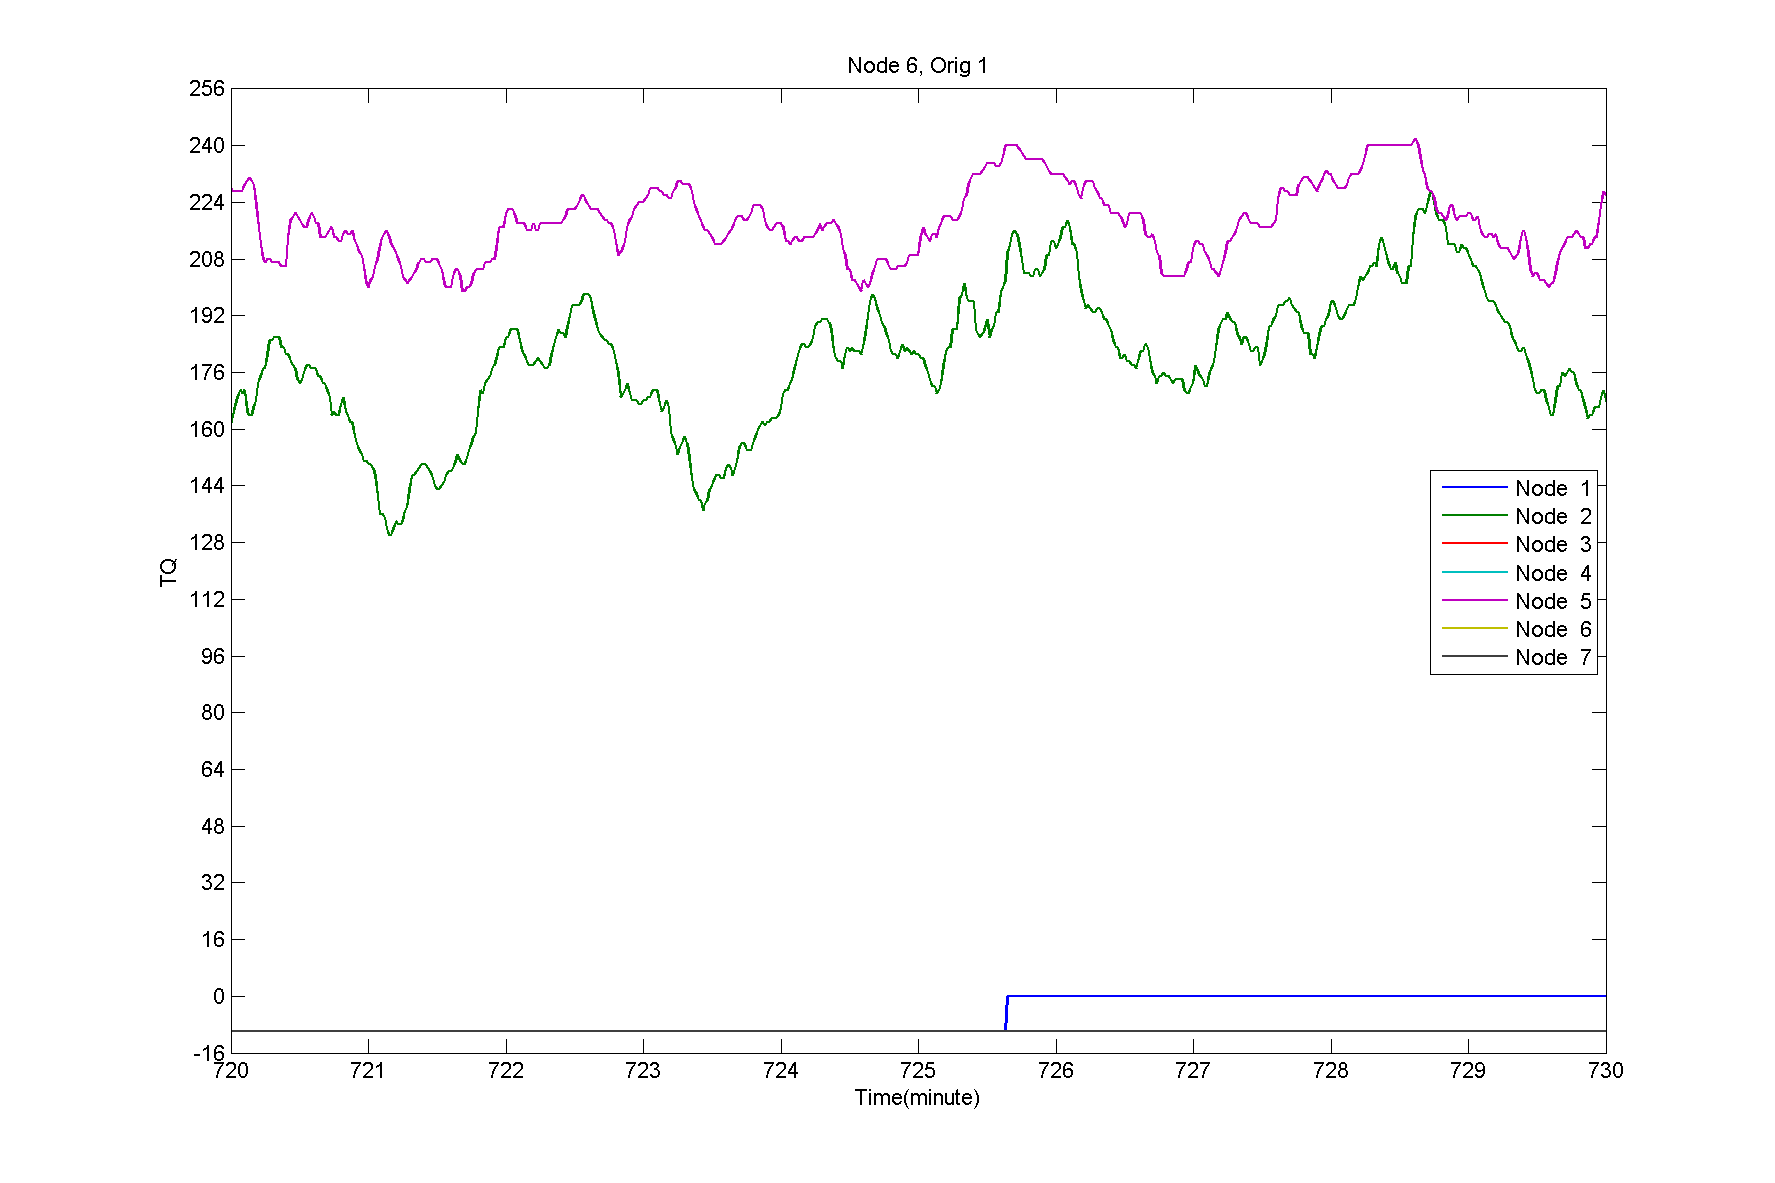 Node 6, Orig 1
256
240
224
208
192
176
160
144
128
112
96
80
64
48
32
16
0
-16
TQ
720 721 722 723 724 725 726 727 728 729 730
Time(minute)
Node 1
Node 2
Node 3
Node 4
Node 5
Node 6
Node 7